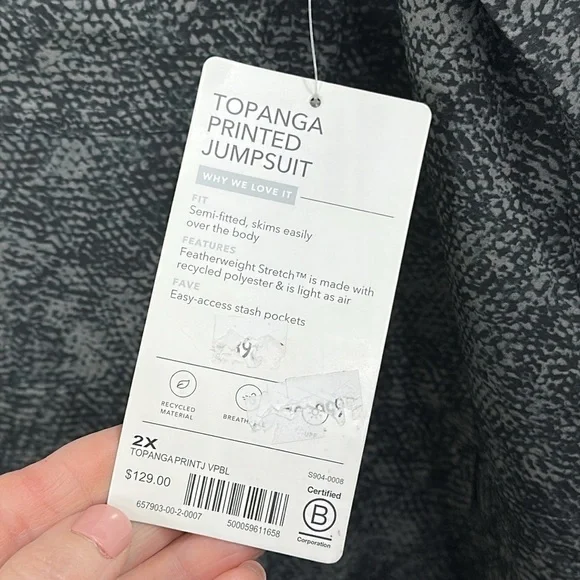 TOPANGA
PRINTED
JUMPSUIT
WHY WE LOVE IT
FIT
Semi-fitted, skims easily
over the body
FEATURES
Featherweight Stretch™ is made with
recycled polyester & is light as air
FAVE
Easy-access stash pockets
RECYCLED
MATERIAL
2X
TOPANGA PRINTJ VPBL
S904-0008
$129.00
657903-00-2-0007
500059611658
Certified
B
Corporation